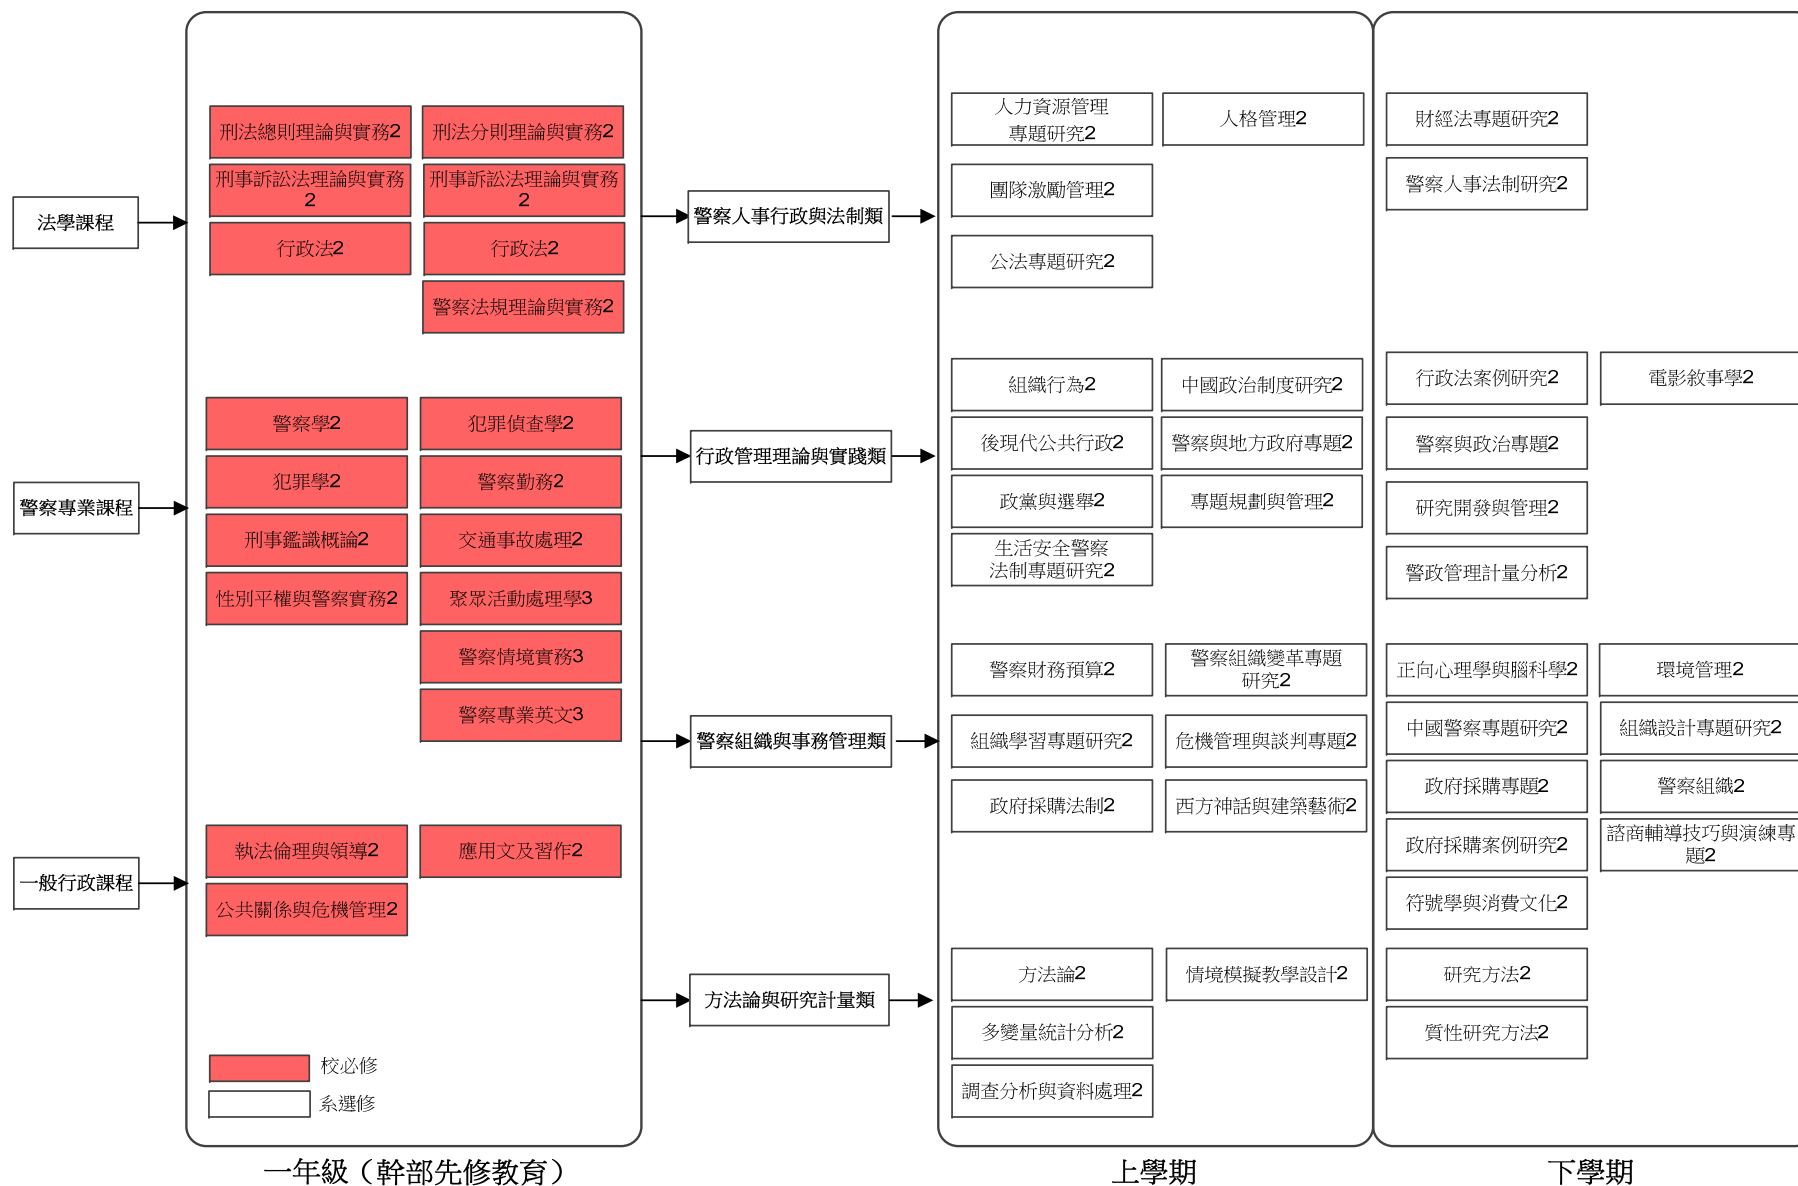 法學課程
警察專業課程
一般行政課程
刑法總則理論與實務2
刑法分則理論與實務2
刑事訴訟法理論與實務
2
刑事訴訟法理論與實務
2
行政法2
行政法2
警察法規理論與實務2
警察學2
犯罪偵查學2
犯罪學2
警察勤務2
刑事鑑識概論2
交通事故處理2
性別平權與警察實務2
聚眾活動處理學3
警察情境實務3
警察專業英文3
執法倫理與領導2
應用文及習作2
公共關係與危機管理2
校必修
系選修
一年級（幹部先修教育）
警察人事行政與法制類
行政管理理論與實踐類
警察組織與事務管理類
方法論與研究計量類
人力資源管理
專題研究2
人格管理2
團隊激勵管理2
公法專題研究2
組織行為2
中國政治制度研究2
後現代公共行政2
警察與地方政府專題2
政黨與選舉2
專題規劃與管理2
生活安全警察
法制專題研究2
警察財務預算2
警察組織變革專題
研究2
組織學習專題研究2
危機管理與談判專題2
政府採購法制2
西方神話與建築藝術2
方法論2
情境模擬教學設計2
多變量統計分析2
調查分析與資料處理2
上學期
財經法專題研究2
警察人事法制研究2
行政法案例研究2
電影敘事學2
警察與政治專題2
研究開發與管理2
警政管理計量分析2
正向心理學與腦科學2
環境管理2
中國警察專題研究2
組織設計專題研究2
政府採購專題2
警察組織2
政府採購案例研究2
諮商輔導技巧與演練專
題2
符號學與消費文化2
研究方法2
質性研究方法2
下學期